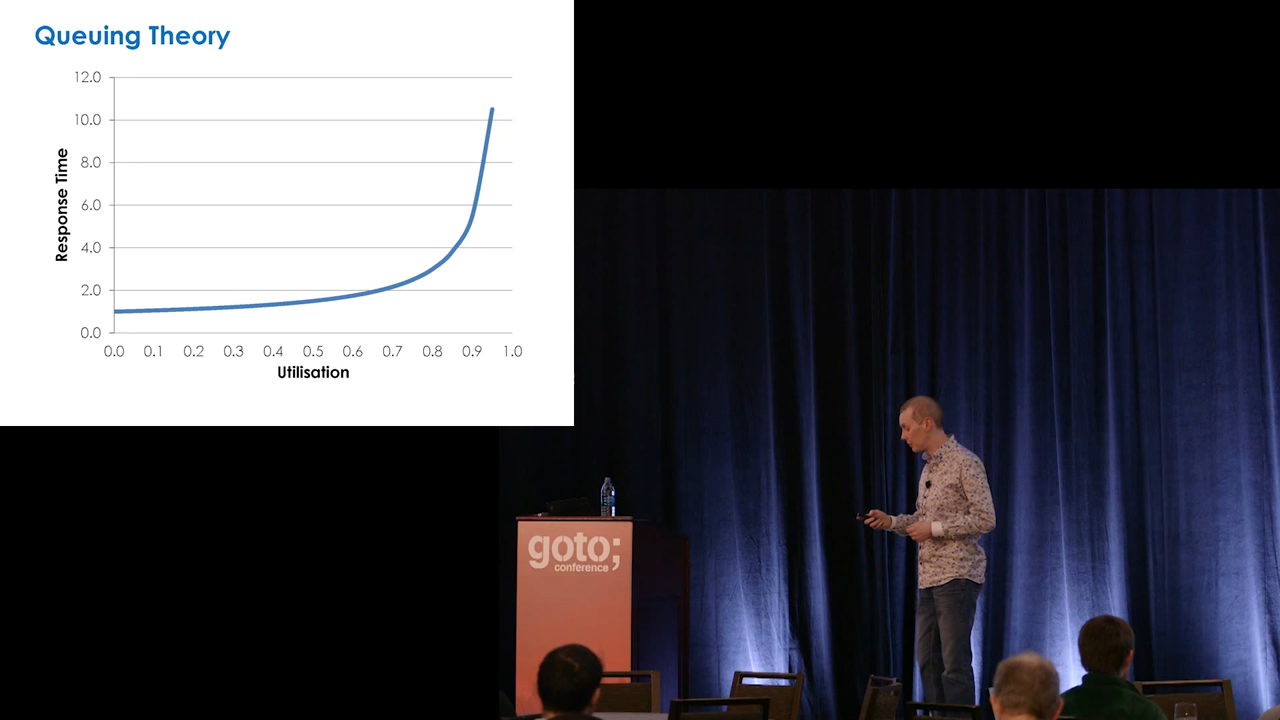 Queuing Theory
Response Time
12.0
10.0
8.0
6.0
4.0
2.0
0.0
0.0 0.1 0.2 0.3 0.4 0.5 0.6 0.7 0.8 0.9 1.0
Utilisation
goto;
conference